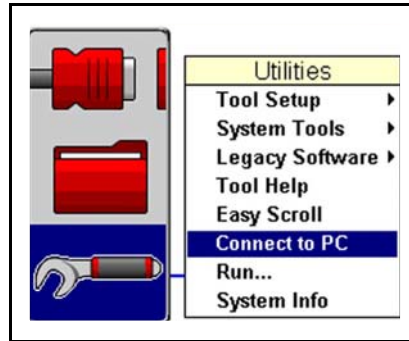 Utilities
Tool Setup
System Tools
Legacy Software
Tool Help
Easy Scroll
Connect to PC
Run...
System Info